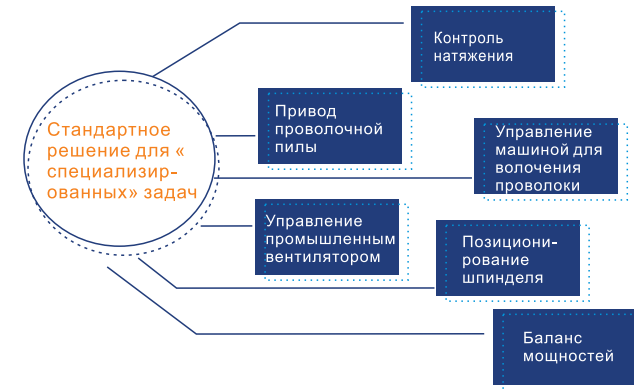 Контроль
натяжения
Привод
проволочной
пилы
Стандартное
решение для «
специализир-
ованных» задач
Управление
машиной для
волочения
проволоки
Управление
промышленным
вентилятором
Позициони-
рование
шпинделя
Баланс
мощностей